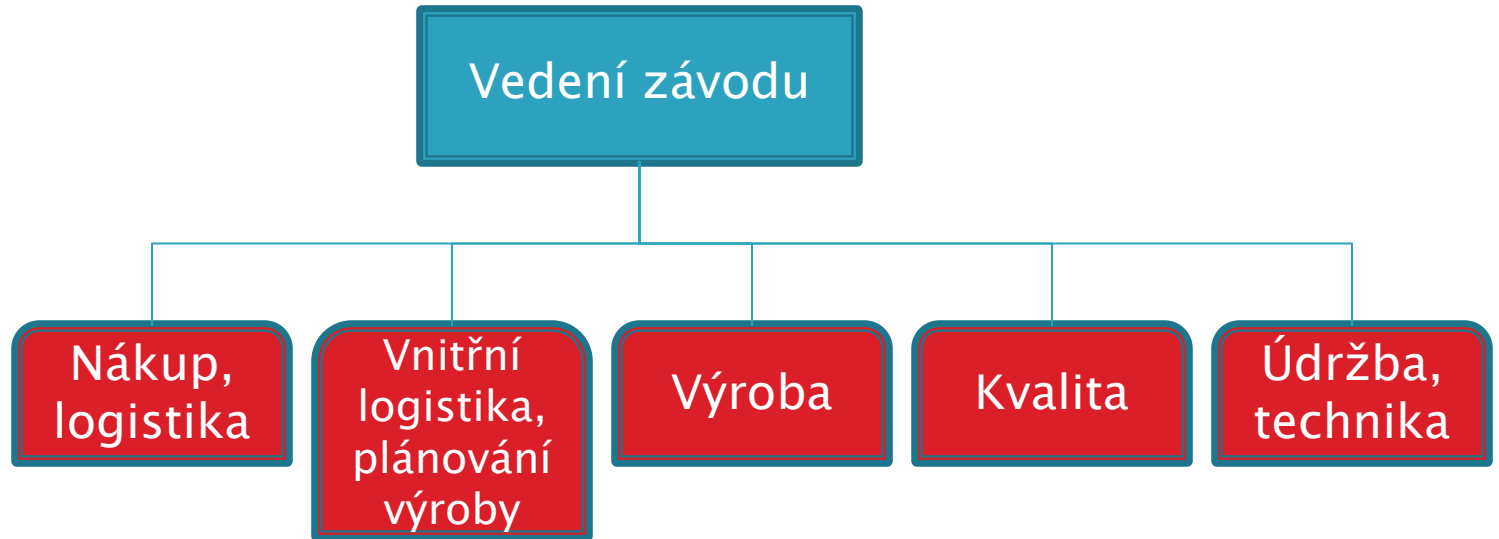 Vedení závodu
Nákup,
logistika
Vnitřní
logistika,
plánování
výroby
Výroba
Kvalita
Údržba,
technika